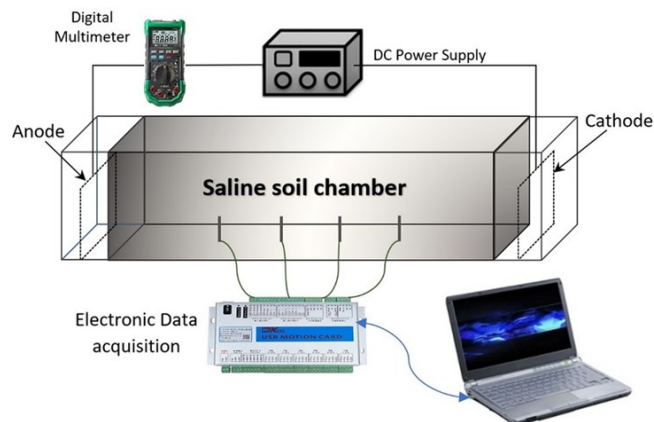 Digital
Multimeter
DC Power Supply
Anode
Cathode
Saline soil chamber
Electronic Data
acquisition
USB MOTION CARD